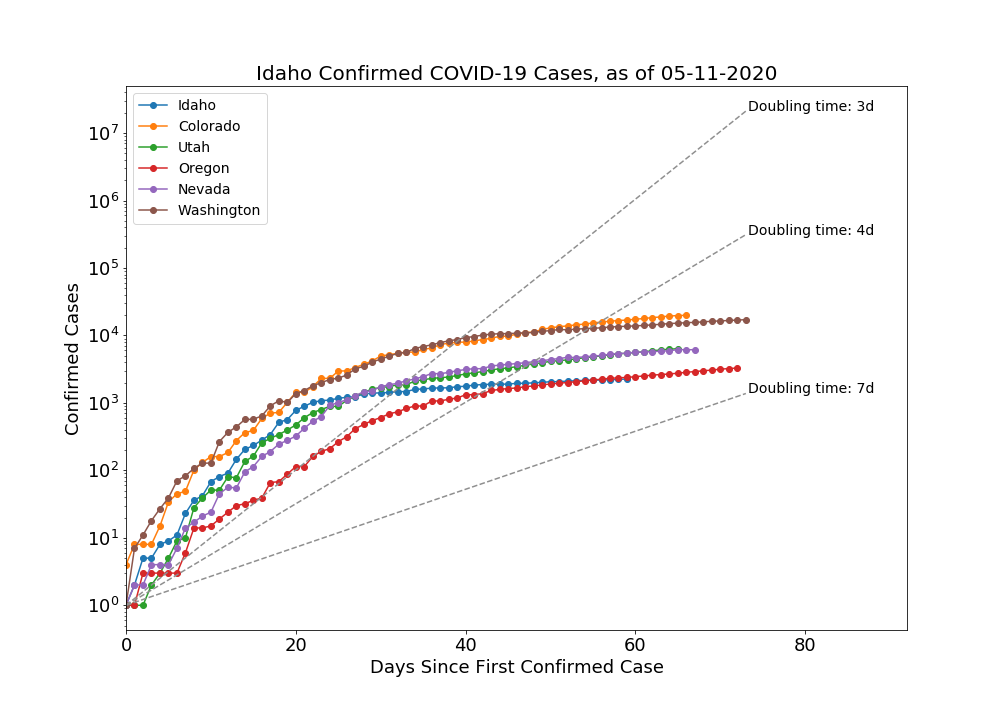 Idaho Confirmed COVID-19 Cases, as of 05-11-2020
Idaho
Colorado
Utah
Oregon
Nevada
Washington
Doubling time: 3d
Doubling time: 4d
Doubling time: 7d
10^7
10^6
10^5
10^4
10^3
10^2
10^1
10^0
Confirmed Cases
0 20 40 60 80
Days Since First Confirmed Case